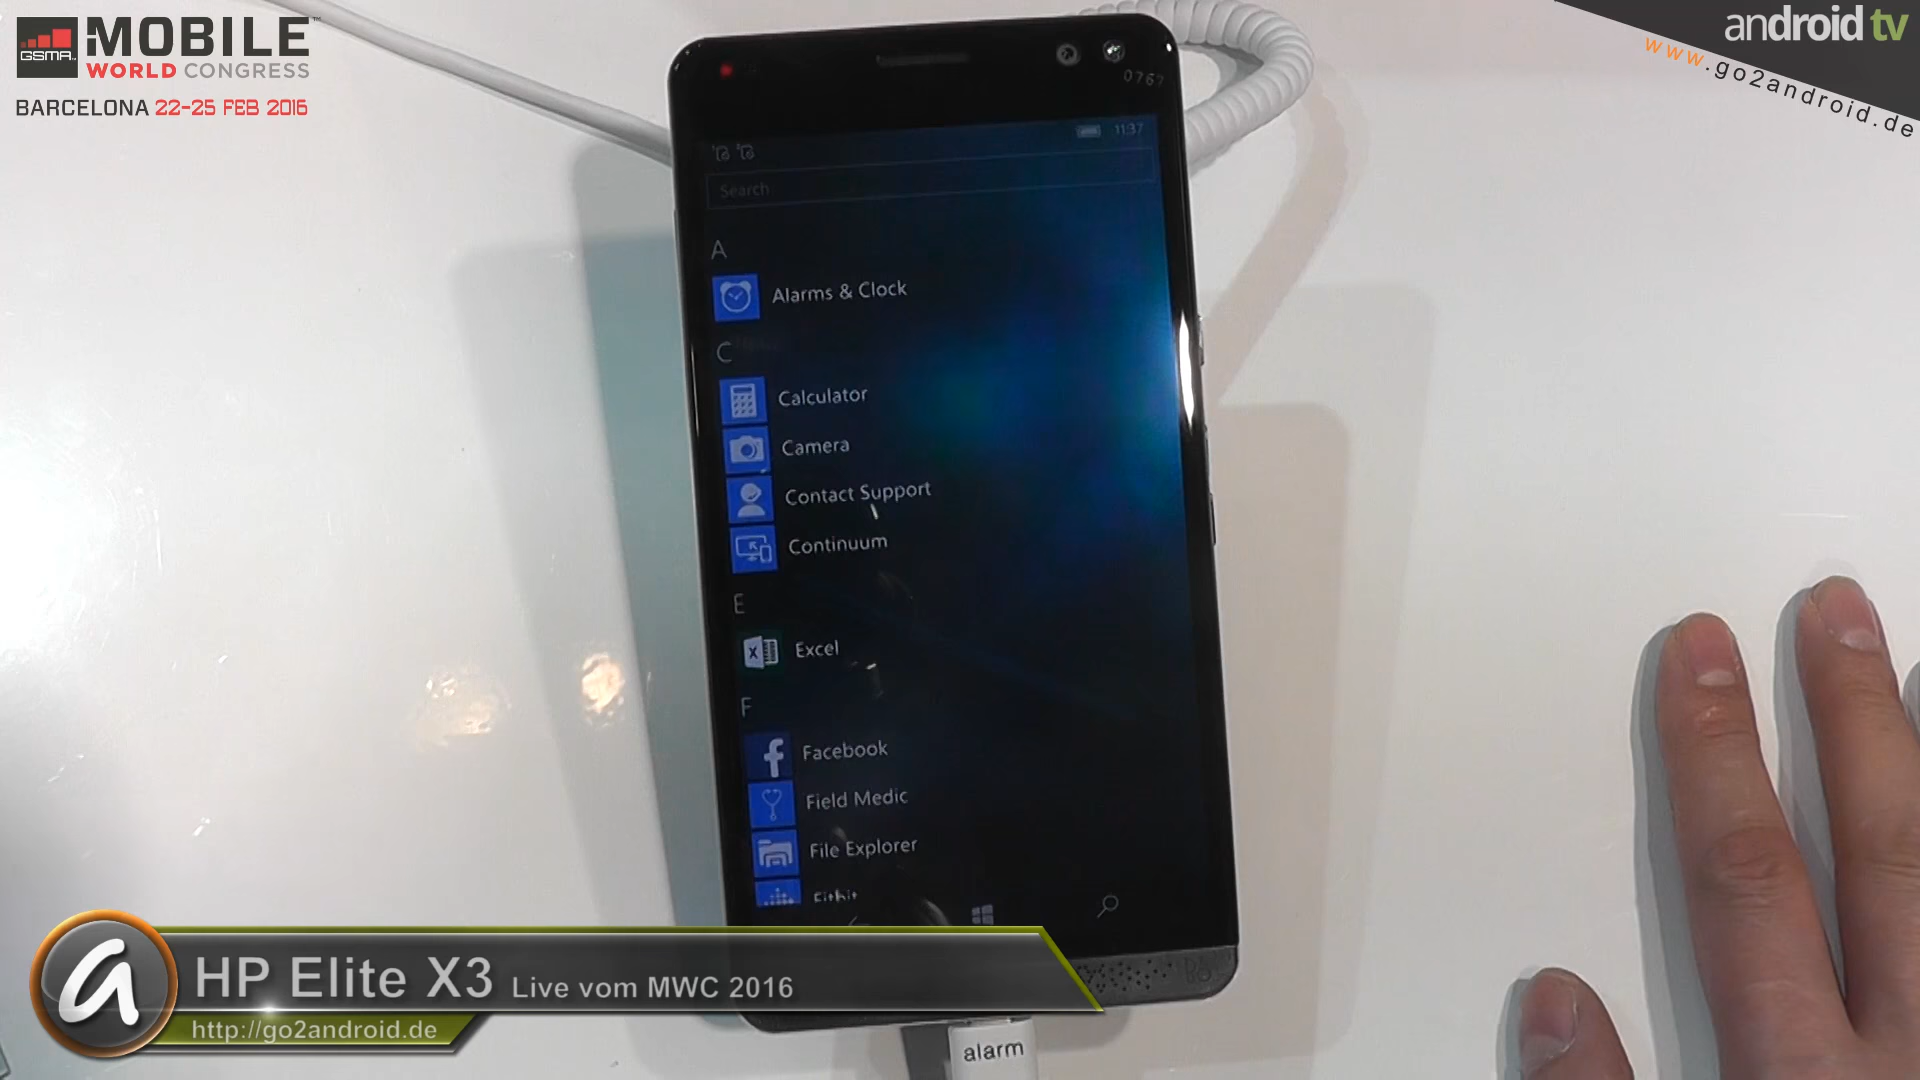 GSMA
MOBILE
WORLD CONGRESS
BARCELONA 22-25 FEB 2016
android tv
www.go2android.de
0767
11:37
Search
A
Alarms & Clock
C
Calculator
Camera
Contact Support
Continuum
E
Excel
F
Facebook
Field Medic
File Explorer
Fitbit
HP Elite X3 Live vom MWC 2016
http://go2android.de
alarm